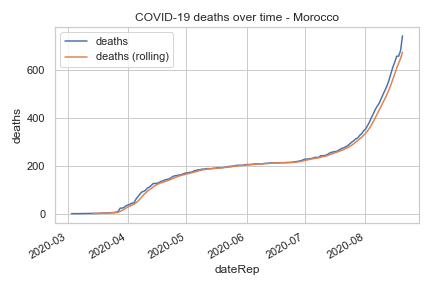 COVID-19 deaths over time - Morocco
deaths
deaths (rolling)
600
400
200
0
deaths
2020-03
2020-04
2020-05
2020-06
2020-07
2020-08
dateRep